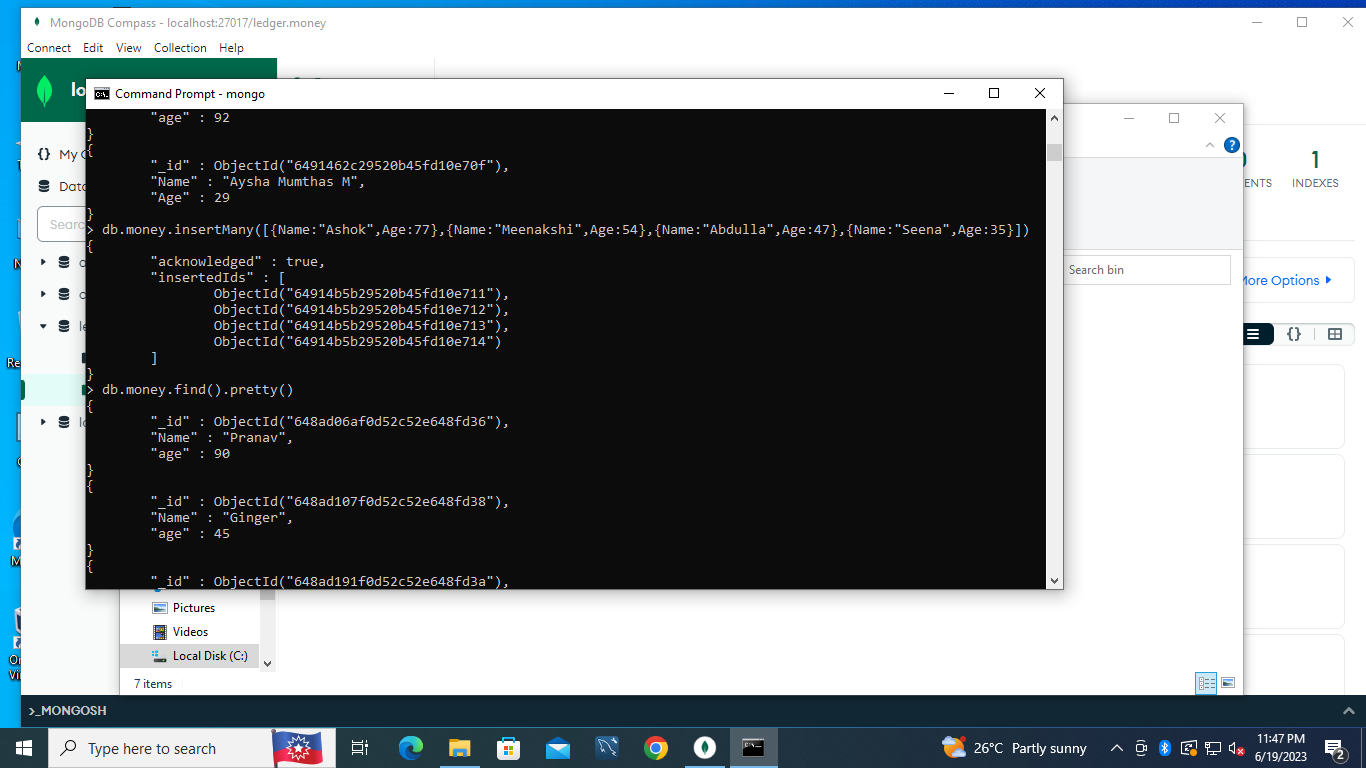 MongoDB Compass - localhost:27017/ledger.money
Connect Edit View Collection Help
lo
Command Prompt - mongo
"age" : 92
}
{
"_id" : ObjectId("6491462c29520b45fd10e70f"),
"Name" : "Aysha Mumthas M",
"Age" : 29
}
> db.money.insertMany([{Name:"Ashok",Age:77},{Name:"Meenakshi",Age:54},{Name:"Abdulla",Age:47},{Name:"Seena",Age:35}])
{
"acknowledged" : true,
"insertedIds" : [
ObjectId("64914b5b29520b45fd10e711"),
ObjectId("64914b5b29520b45fd10e712"),
ObjectId("64914b5b29520b45fd10e713"),
ObjectId("64914b5b29520b45fd10e714")
]
}
> db.money.find().pretty()
{
"_id" : ObjectId("648ad06af0d52c52e648fd36"),
"Name" : "Pranav",
"age" : 90
}
{
"_id" : ObjectId("648ad107f0d52c52e648fd38"),
"Name" : "Ginger",
"age" : 45
}
{
"_id" : ObjectId("648ad191f0d52c52e648fd3a"),
{} My
Data
Sear
le
lo
1
ENTS INDEXES
Search bin
More Options
{}
Pictures
Videos
Local Disk (C:)
7 items
>_MONGOSH
Type here to search
26°C Partly sunny
11:47 PM
6/19/2023
2